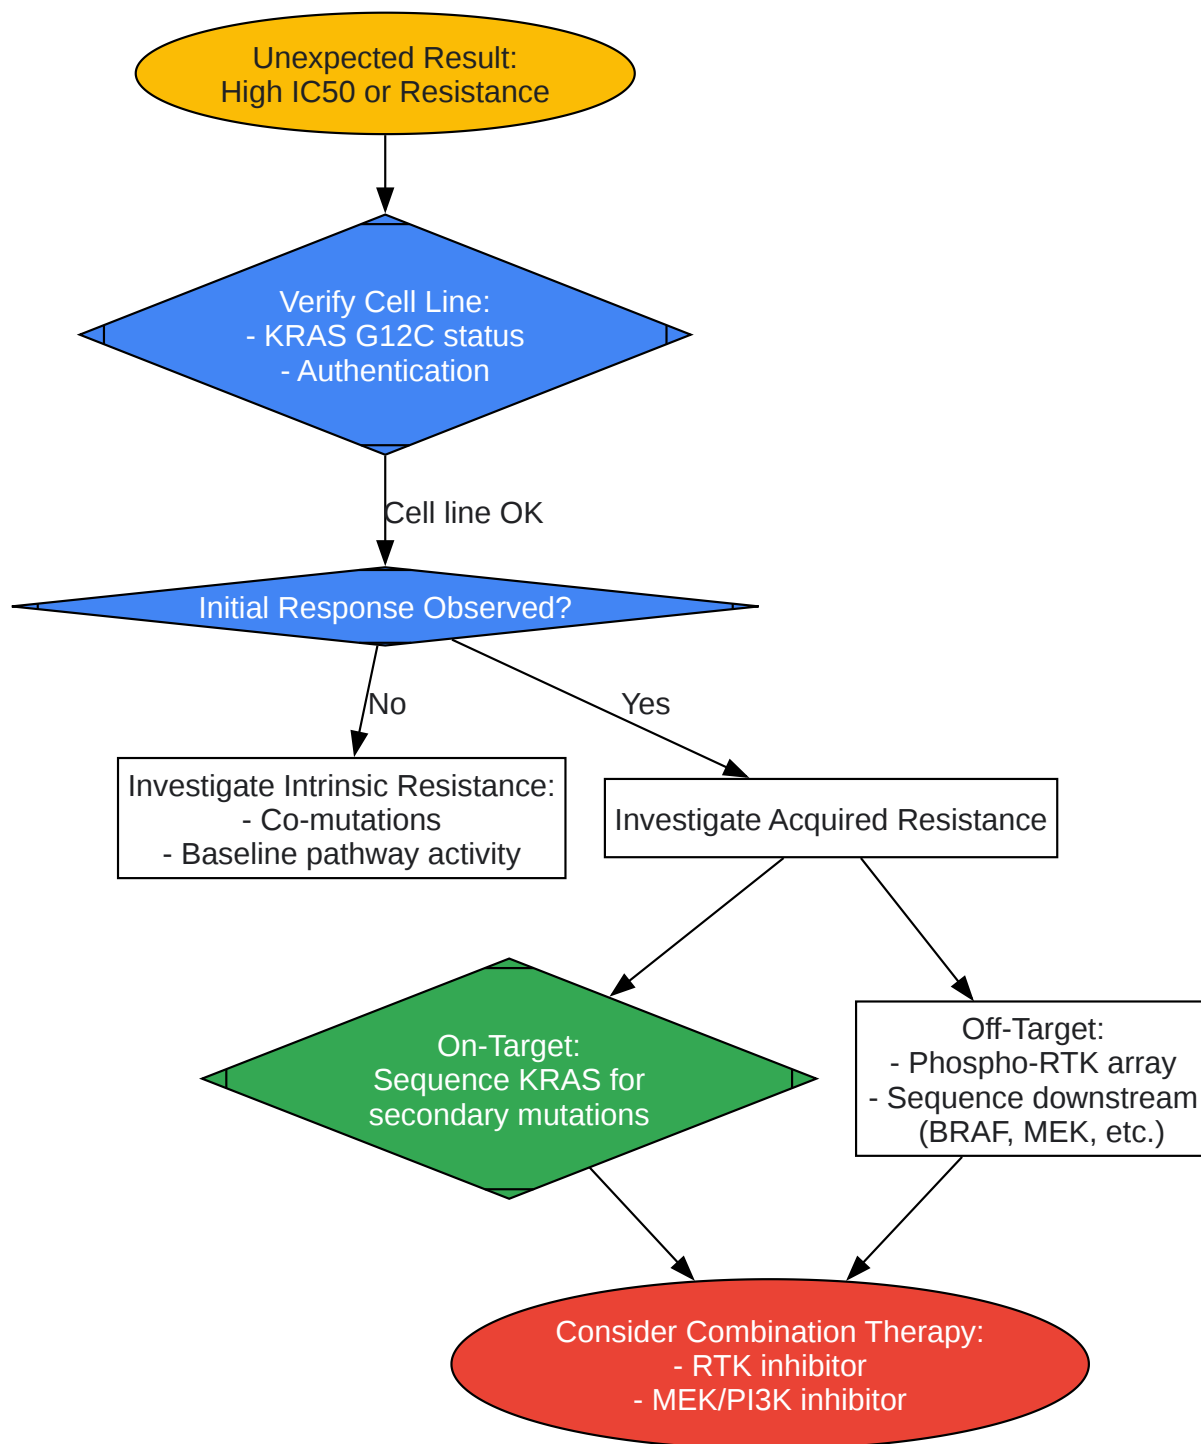 Unexpected Result:
High IC50 or Resistance
Verify Cell Line:
- KRAS G12C status
- Authentication
Cell line OK
Initial Response Observed?
No
Yes
Investigate Intrinsic Resistance:
- Co-mutations
- Baseline pathway activity
Investigate Acquired Resistance
On-Target:
Sequence KRAS for
secondary mutations
Off-Target:
- Phospho-RTK array
- Sequence downstream
(BRAF, MEK, etc.)
Consider Combination Therapy:
- RTK inhibitor
- MEK/PI3K inhibitor